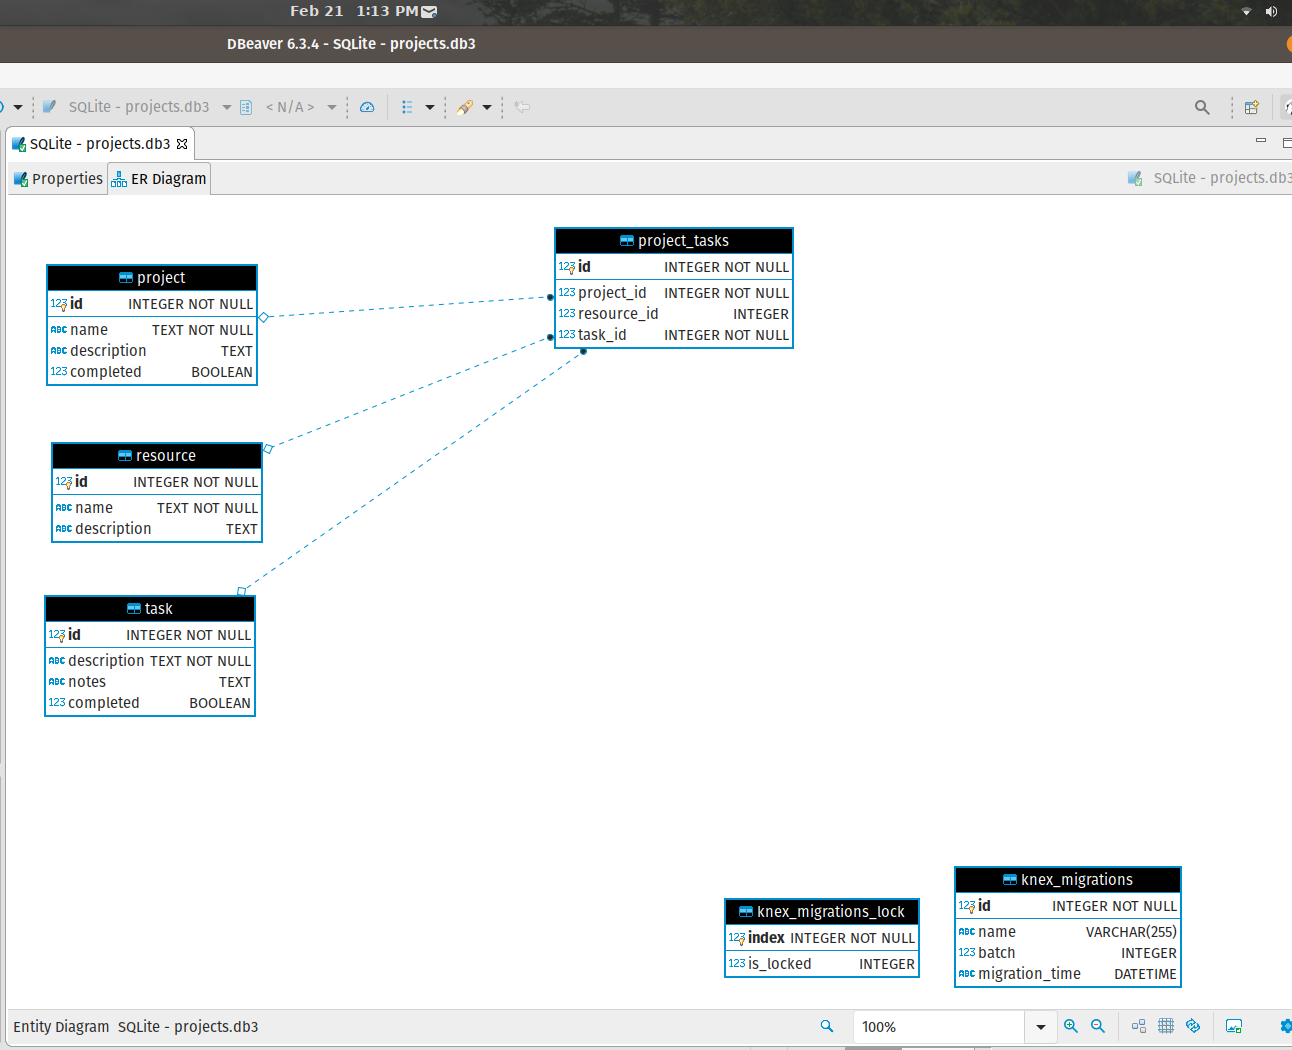 Feb 21 1:13 PM
DBeaver 6.3.4 - SQLite - projects.db3
SQLite - projects.db3
< N/A >
SQLite - projects.db3
Properties
ER Diagram
SQLite - projects.db3
project_tasks
123 id INTEGER NOT NULL
123 project_id INTEGER NOT NULL
123 resource_id INTEGER
123 task_id INTEGER NOT NULL
project
123 id INTEGER NOT NULL
ABC name TEXT NOT NULL
ABC description TEXT
123 completed BOOLEAN
resource
123 id INTEGER NOT NULL
ABC name TEXT NOT NULL
ABC description TEXT
task
123 id INTEGER NOT NULL
ABC description TEXT NOT NULL
ABC notes TEXT
123 completed BOOLEAN
knex_migrations_lock
123 index INTEGER NOT NULL
123 is_locked INTEGER
knex_migrations
123 id INTEGER NOT NULL
ABC name VARCHAR(255)
123 batch INTEGER
ABC migration_time DATETIME
Entity Diagram SQLite - projects.db3
100%